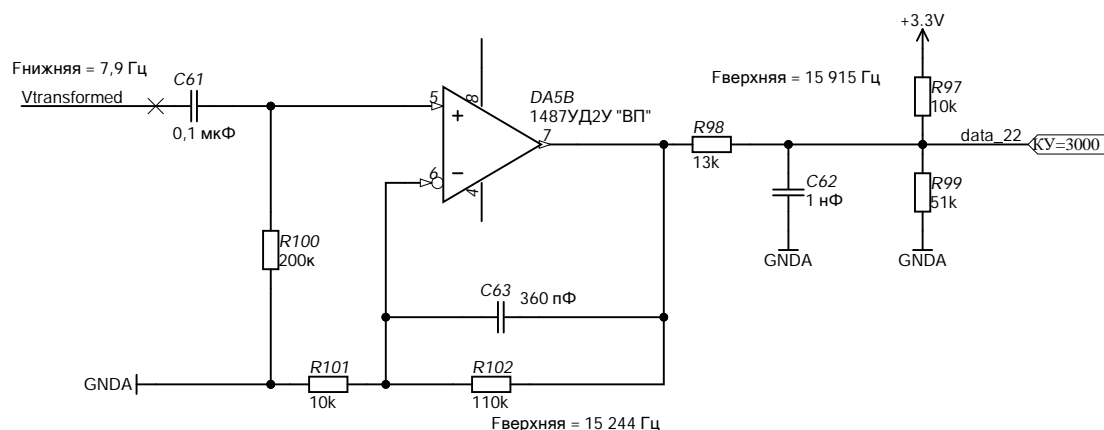 +3.3V
Fнижняя = 7,9 Гц
C61
Fверхняя = 15 915 Гц
R97
10k
Vtransformed
5
8
DA5B
1487УД2У "ВП"
+
0,1 мкФ
7
R98
data_22
КУ=3000
13k
6
−
4
C62
1 нФ
R99
51k
R100
200к
GNDA
GNDA
C63
360 пФ
R101
R102
GNDA
10k
110k
Fверхняя = 15 244 Гц